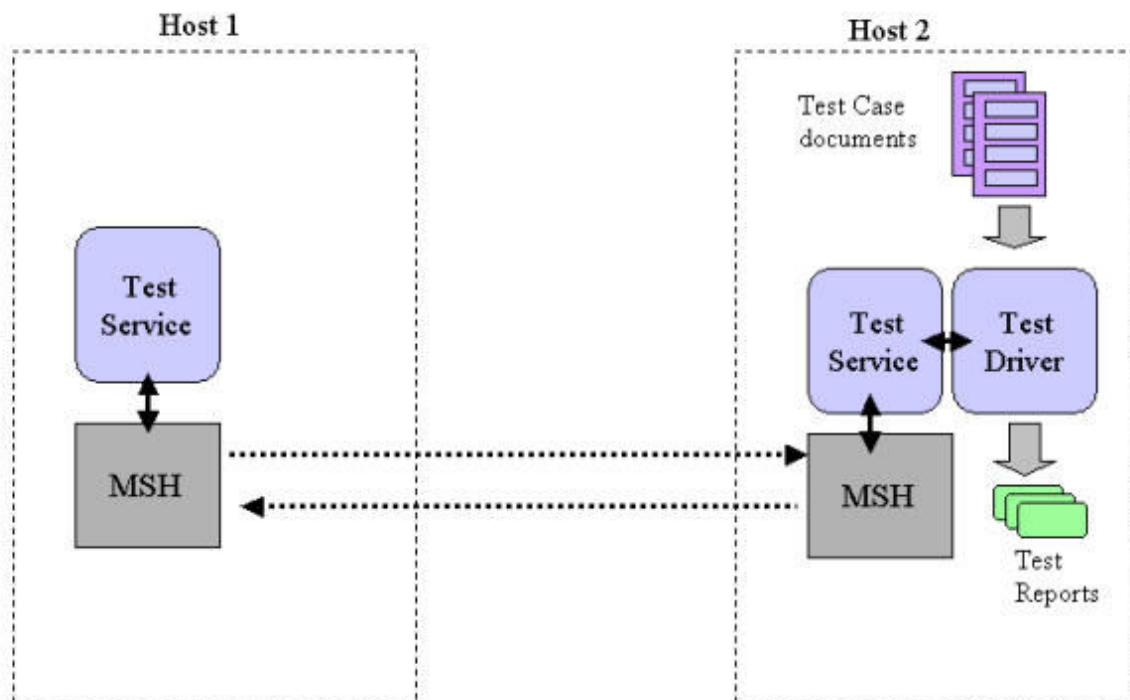 Host 1
Host 2
Test Case
documents
Test
Service
Test
Service
Test
Driver
MSH
MSH
Test
Reports